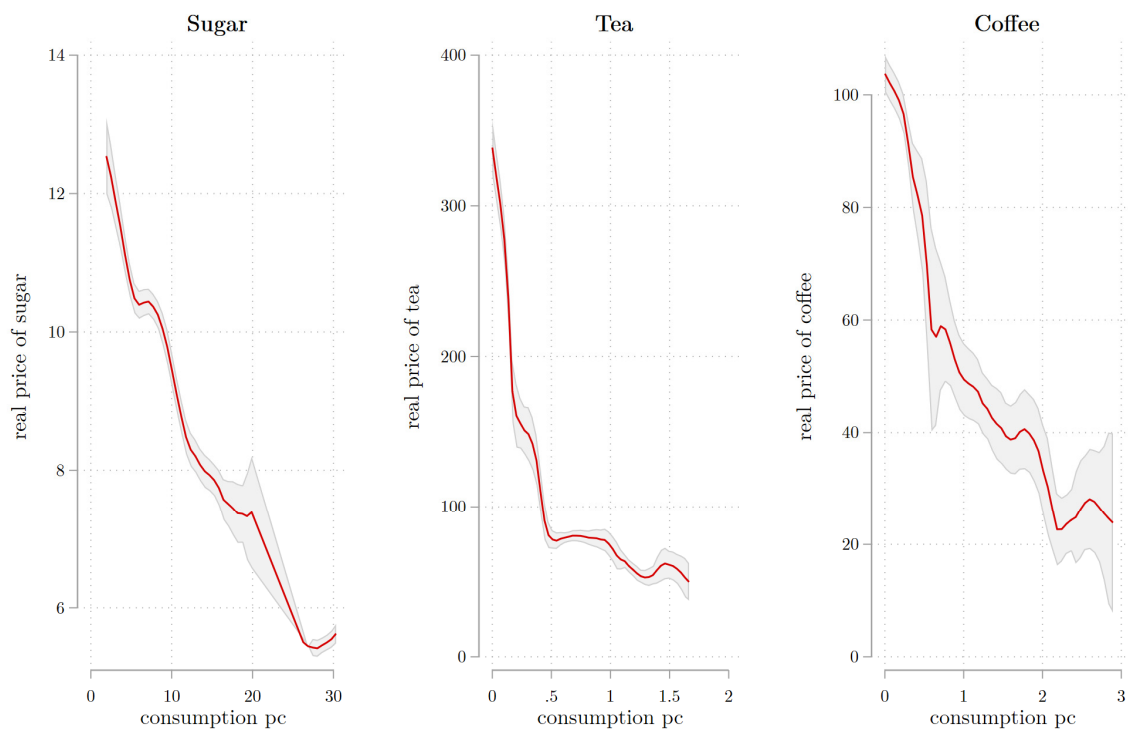 Sugar
real price of sugar
14
12
10
8
6
0 10 20 30
consumption pc
Tea
real price of tea
400
300
200
100
0
0 .5 1 1.5 2
consumption pc
Coffee
real price of coffee
100
80
60
40
20
0
0 1 2 3
consumption pc